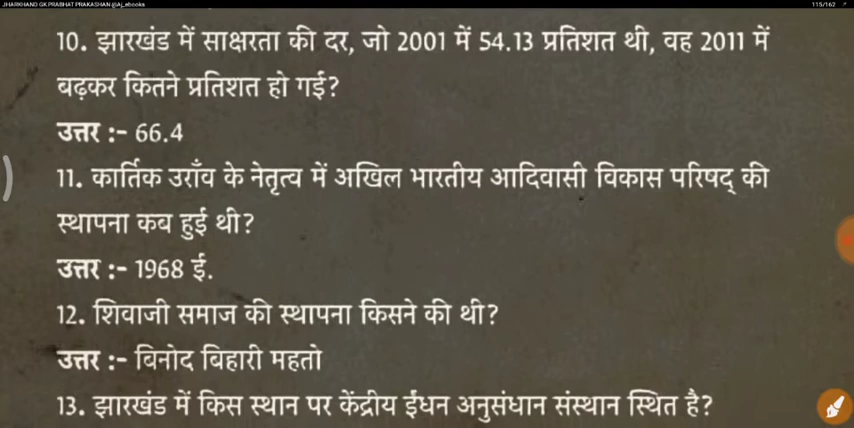 JHARKHAND GK PRABHAT PRAKASHAN @Aj_ebooks
115/162
10. झारखंड में साक्षरता की दर, जो 2001 में 54.13 प्रतिशत थी, वह 2011 में
बढ़कर कितने प्रतिशत हो गई?
उत्तर :- 66.4
11. कार्तिक उराँव के नेतृत्व में अखिल भारतीय आदिवासी विकास परिषद् की
स्थापना कब हुई थी?
उत्तर :- 1968 ई.
12. शिवाजी समाज की स्थापना किसने की थी?
उत्तर :- बिनोद बिहारी महतो
13. झारखंड में किस स्थान पर केंद्रीय ईंधन अनुसंधान संस्थान स्थित है?